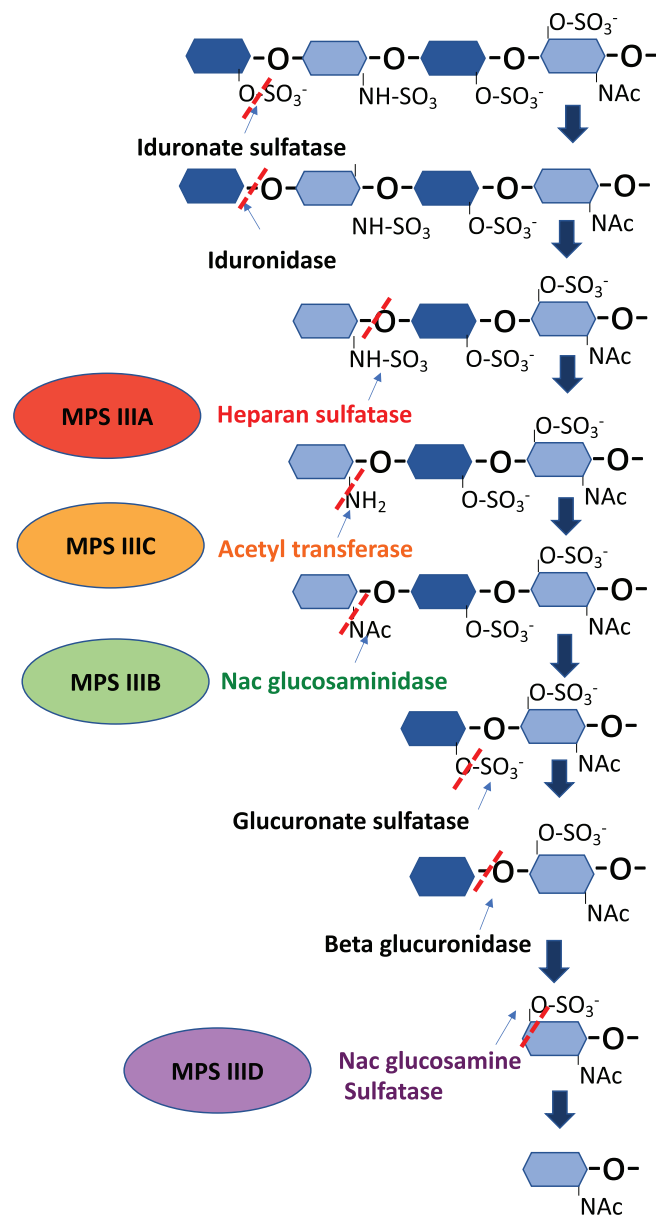 O-SO₃⁻
-O- -O- -O- -O-
O-SO₃⁻ NH-SO₃ O-SO₃⁻ NAc
Iduronate sulfatase
-O- -O- -O- -O-
NH-SO₃ O-SO₃⁻ NAc
Iduronidase
O-SO₃⁻
-O- -O- -O-
NH-SO₃ O-SO₃⁻ NAc
MPS IIIA Heparan sulfatase
O-SO₃⁻
-O- -O- -O-
NH₂ O-SO₃⁻ NAc
MPS IIIC Acetyl transferase
O-SO₃⁻
-O- -O- -O-
NAc O-SO₃⁻ NAc
MPS IIIB Nac glucosaminidase
O-SO₃⁻
-O- -O-
O-SO₃⁻ NAc
Glucuronate sulfatase
O-SO₃⁻
-O- -O-
NAc
Beta glucuronidase
O-SO₃⁻
-O-
MPS IIID Nac glucosamine NAc
Sulfatase
-O-
NAc